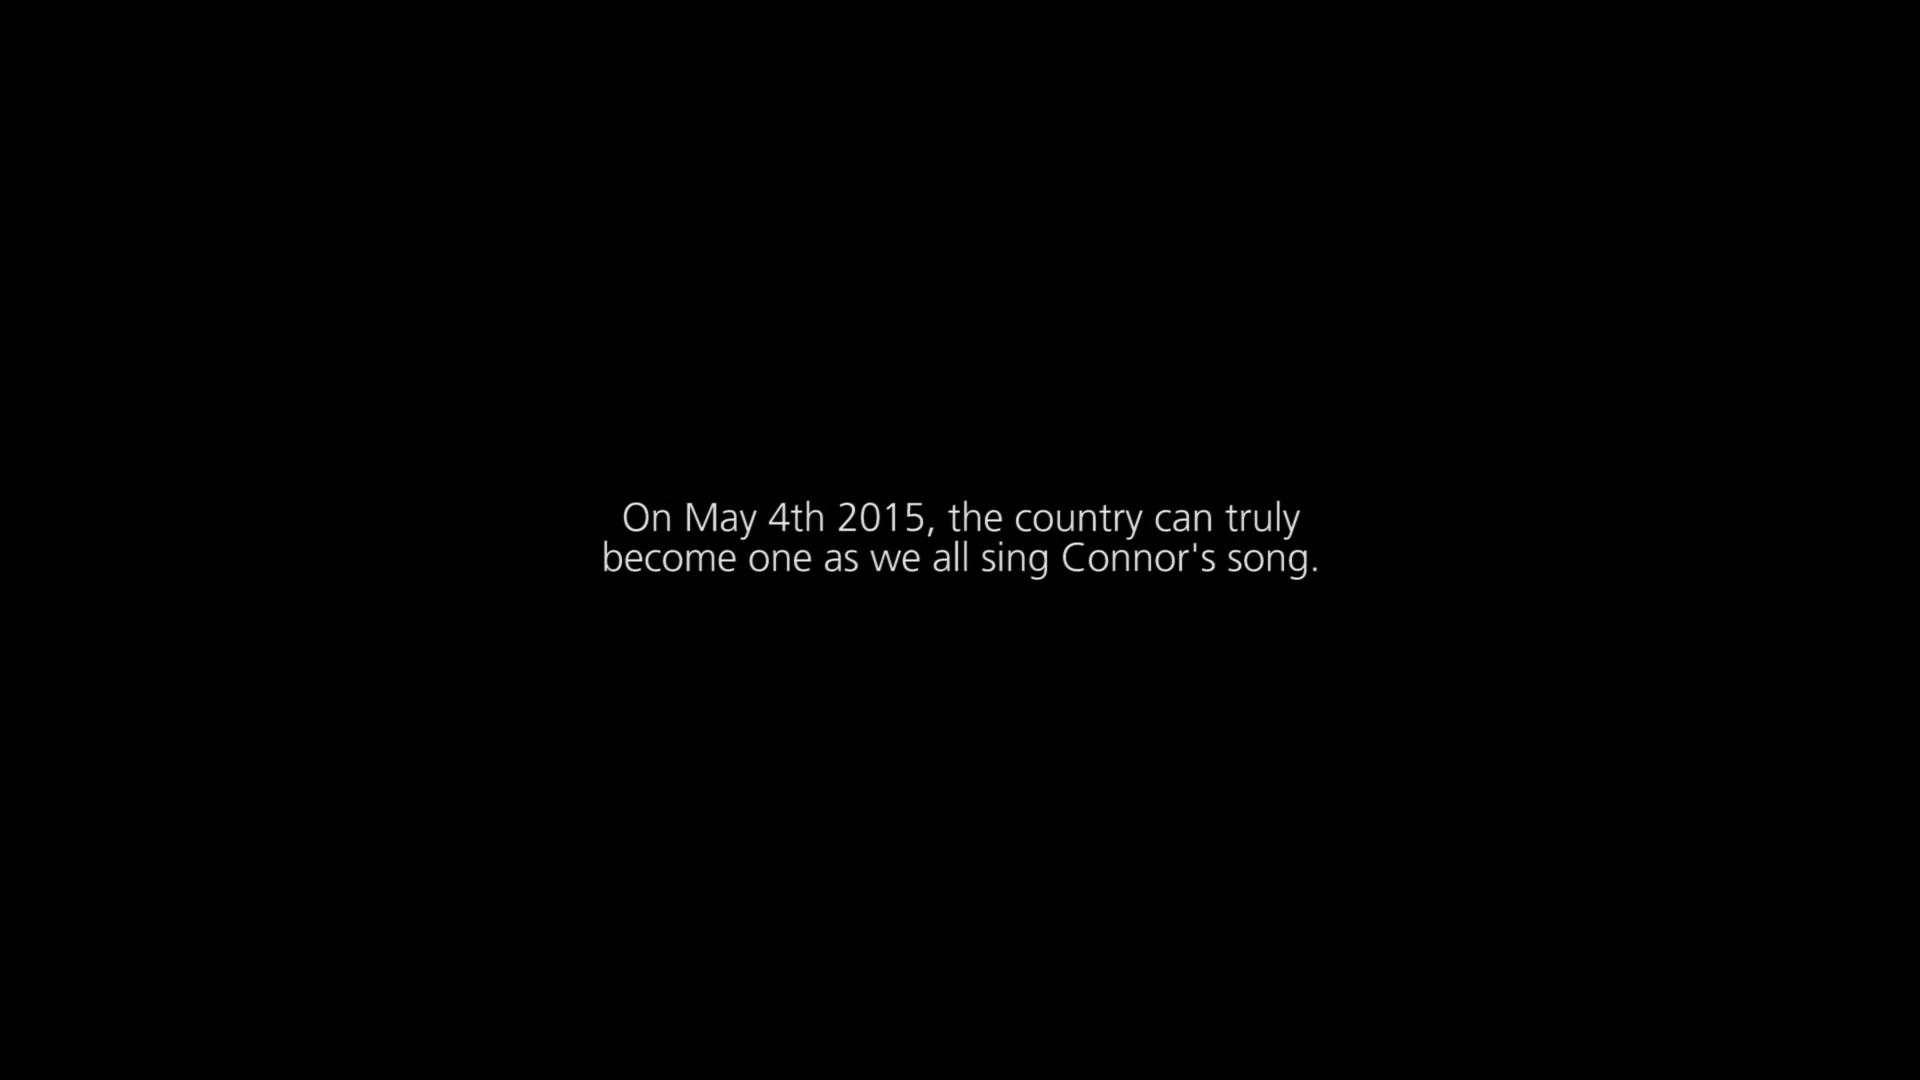 On May 4th 2015, the country can truly
become one as we all sing Connor's song.